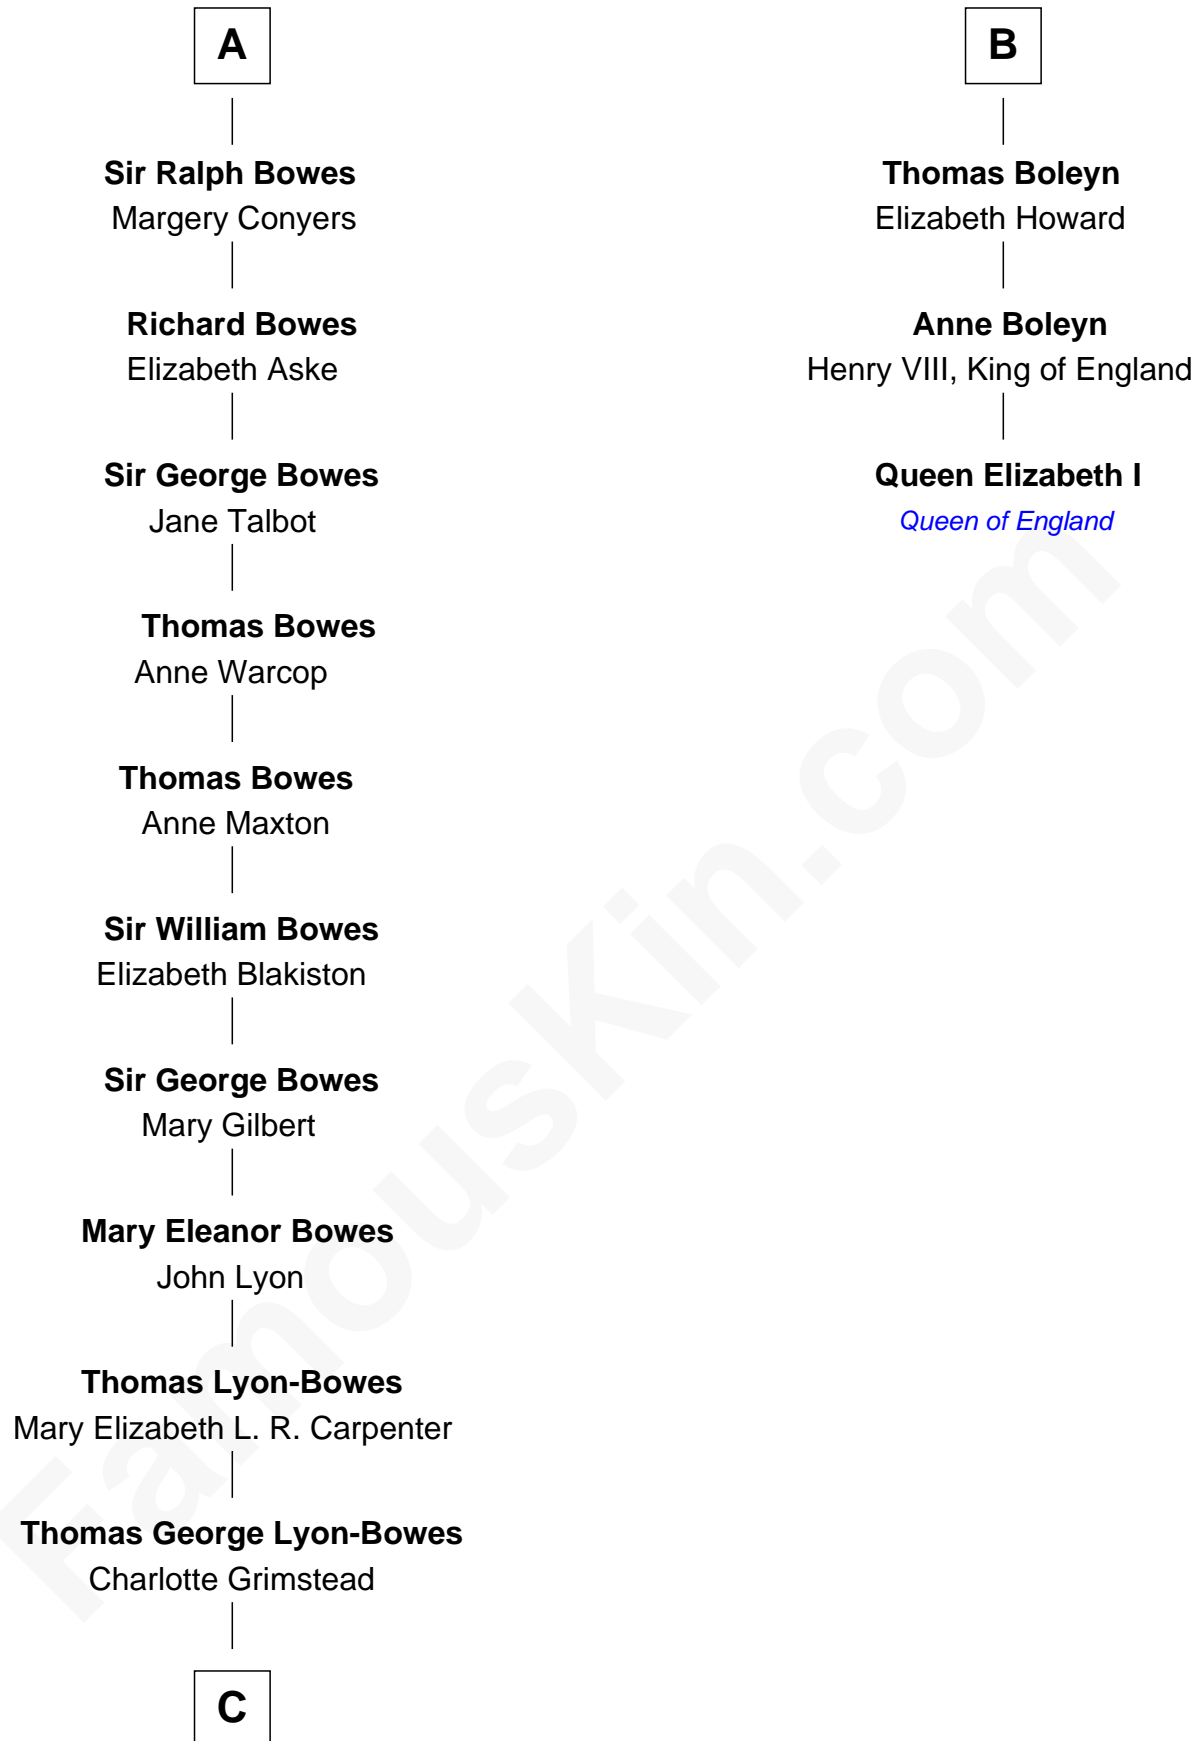 A
Sir Ralph Bowes
Margery Conyers
Richard Bowes
Elizabeth Aske
Sir George Bowes
Jane Talbot
Thomas Bowes
Anne Warcop
Thomas Bowes
Anne Maxton
Sir William Bowes
Elizabeth Blakiston
Sir George Bowes
Mary Gilbert
Mary Eleanor Bowes
John Lyon
Thomas Lyon-Bowes
Mary Elizabeth L. R. Carpenter
Thomas George Lyon-Bowes
Charlotte Grimstead
C
B
Thomas Boleyn
Elizabeth Howard
Anne Boleyn
Henry VIII, King of England
Queen Elizabeth I
Queen of England
FamousKin.com